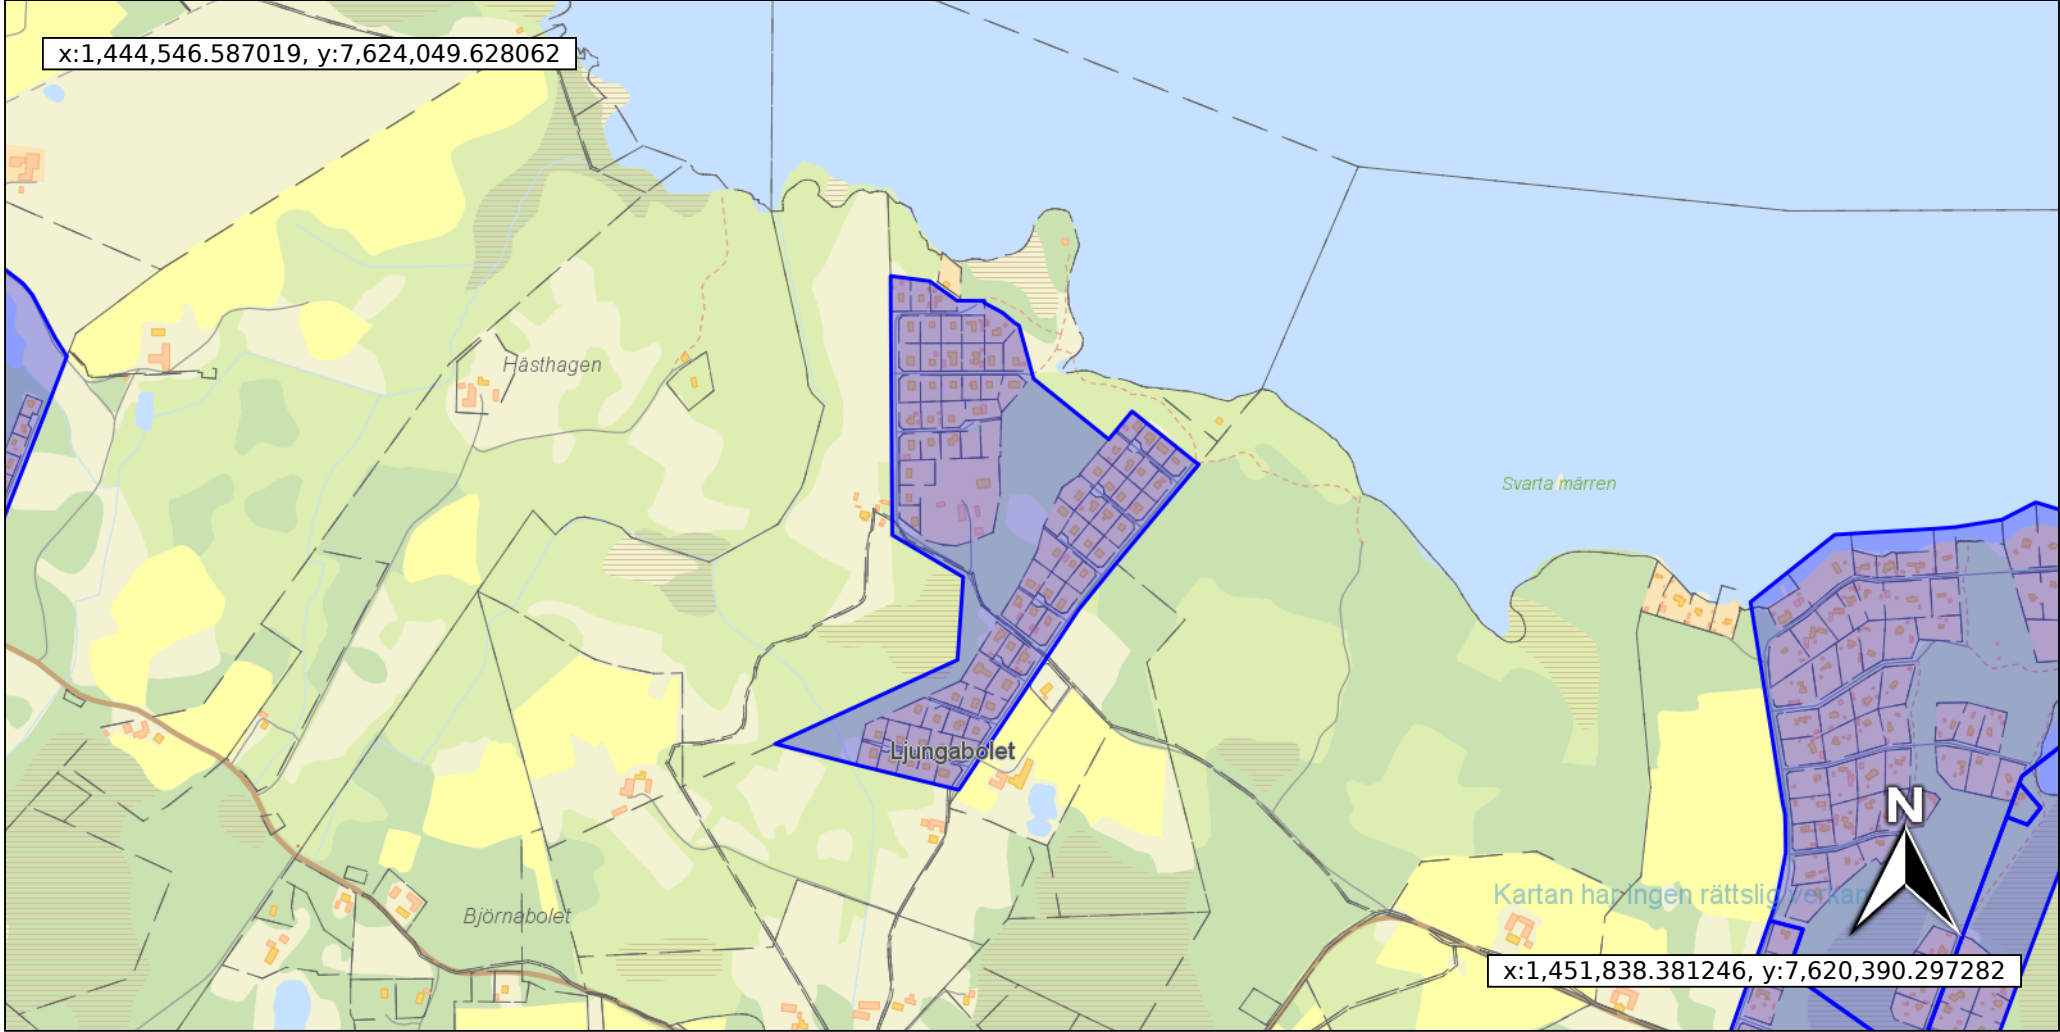 x:1,444,546.587019, y:7,624,049.628062
Hästhagen
Svarta märren
Ljungabolet
N
Kartan har ingen rättslig verkan
Björnabolet
x:1,451,838.381246, y:7,620,390.297282